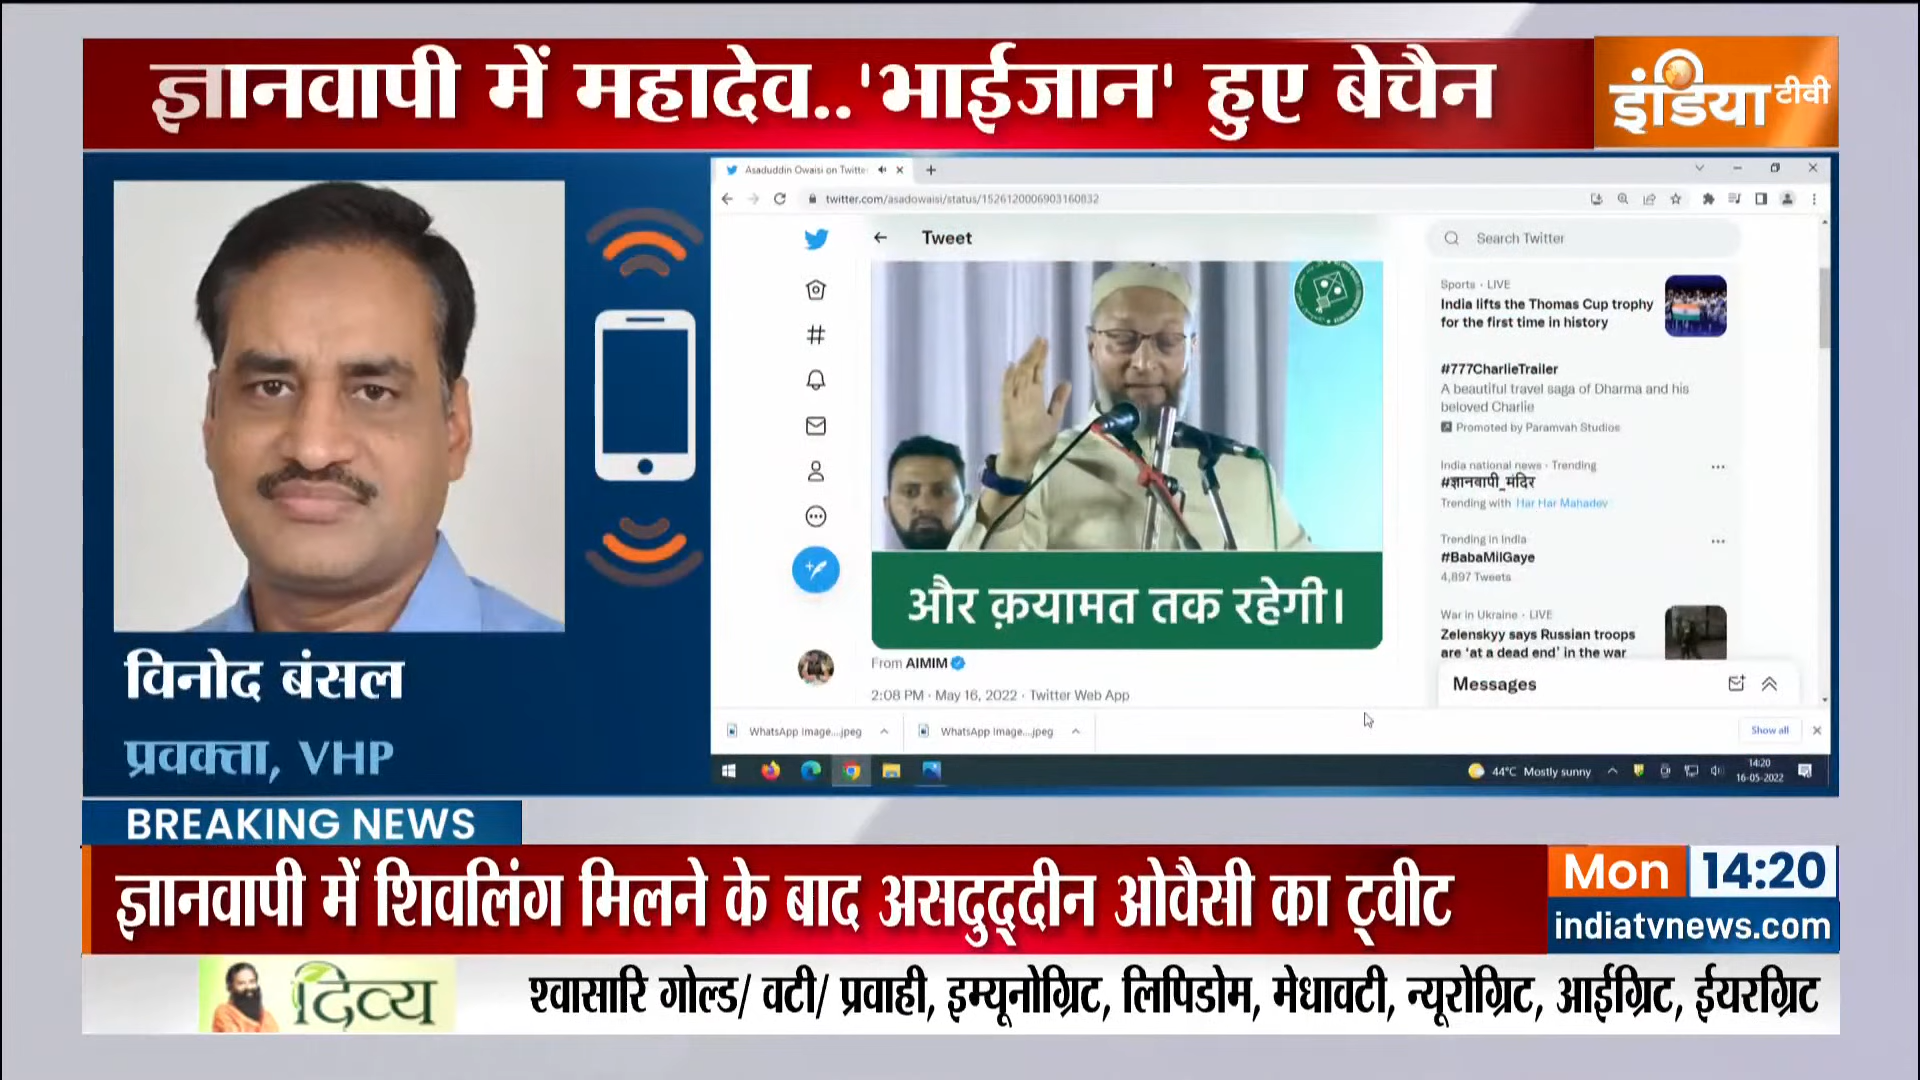 ज्ञानवापी में महादेव..'भाईजान' हुए बेचैन
इंडिया टीवी
Asaduddin Owaisi on Twitte
twitter.com/asadowaisi/status/1526120006903160832
Tweet
Search Twitter
और क़यामत तक रहेगी।
From AIMIM
2:08 PM · May 16, 2022 · Twitter Web App
Sports · LIVE
India lifts the Thomas Cup trophy
for the first time in history
#777CharlieTrailer
A beautiful travel saga of Dharma and his
beloved Charlie
Promoted by Paramvah Studios
India national news · Trending
#ज्ञानवापी_मंदिर
Trending with Har Har Mahadev
Trending in India
#BabaMilGaye
4,897 Tweets
War in Ukraine · LIVE
Zelenskyy says Russian troops
are ‘at a dead end’ in the war
Messages
WhatsApp Image....jpeg
WhatsApp Image....jpeg
Show all
44°C Mostly sunny
14:20
16-05-2022
विनोद बंसल
प्रवक्ता, VHP
BREAKING NEWS
ज्ञानवापी में शिवलिंग मिलने के बाद असदुद्दीन ओवैसी का ट्वीट
Mon 14:20
indiatvnews.com
दिव्य
श्वासारि गोल्ड/ वटी/ प्रवाही, इम्यूनोग्रिट, लिपिडोम, मेधावटी, न्यूरोग्रिट, आईग्रिट, ईयरग्रिट